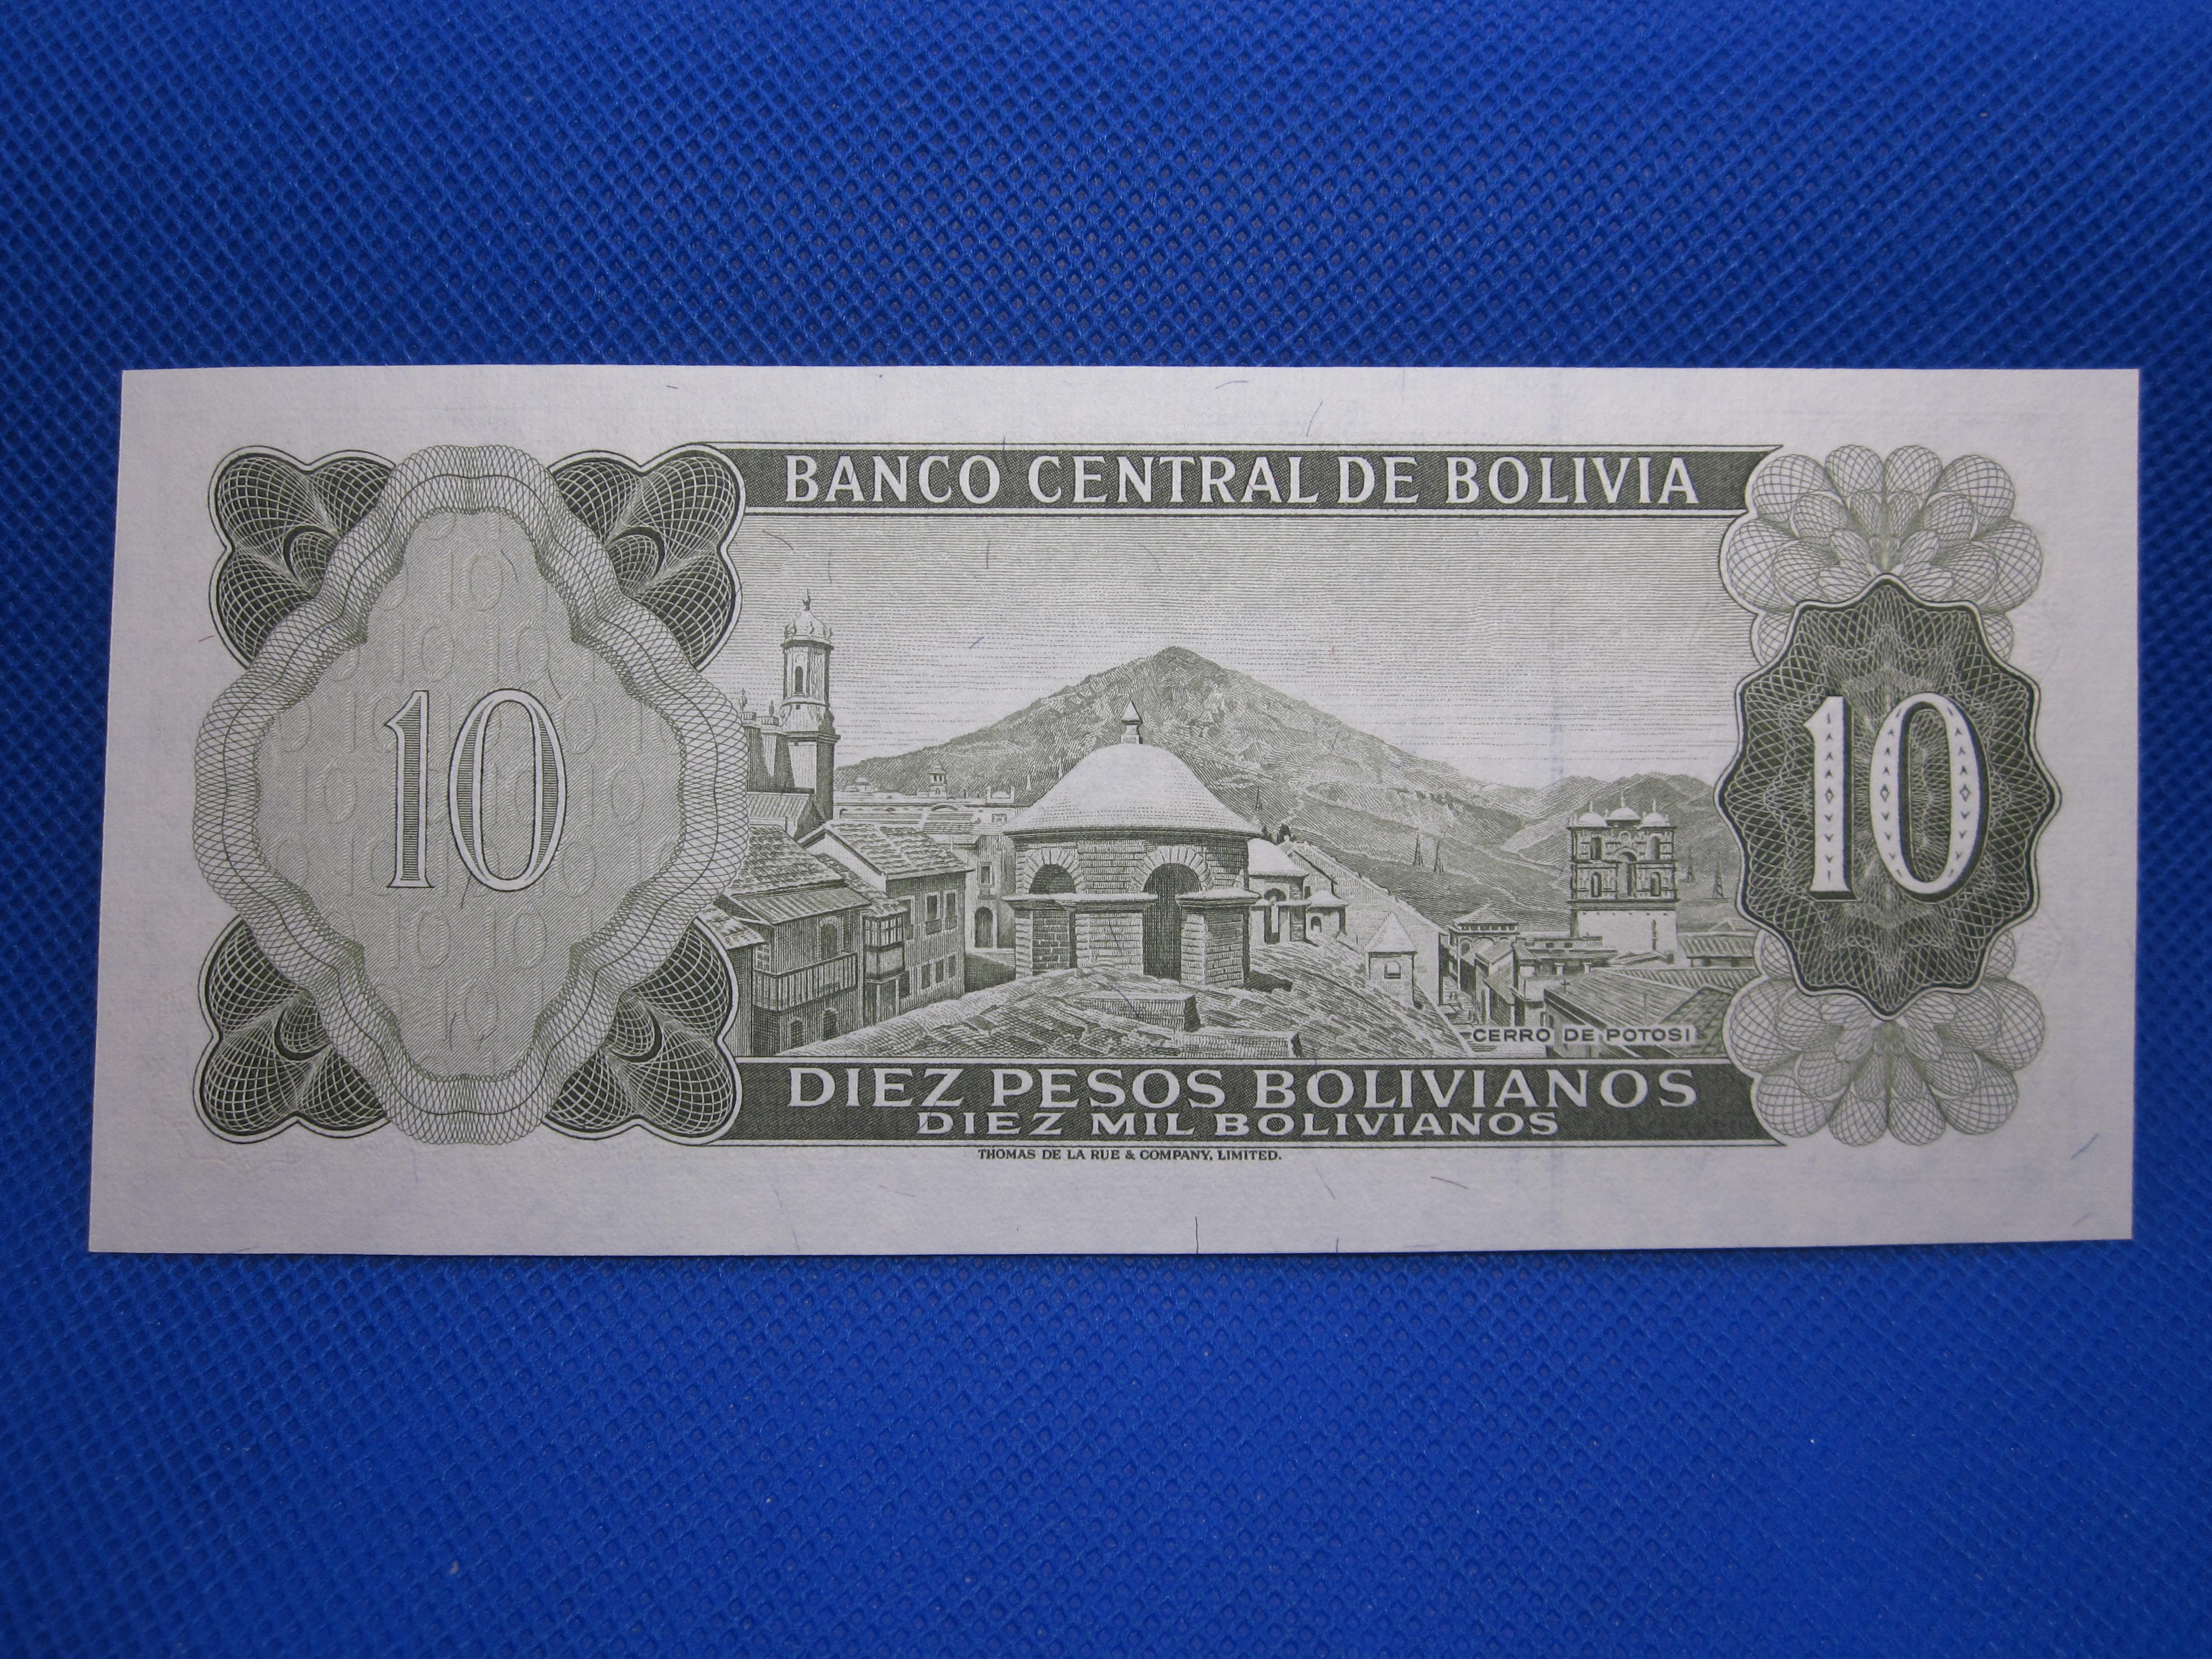 BANCO CENTRAL DE BOLIVIA
10
10
CERRO DE POTOSI
DIEZ PESOS BOLIVIANOS
DIEZ MIL BOLIVIANOS
THOMAS DE LA RUE & COMPANY, LIMITED.